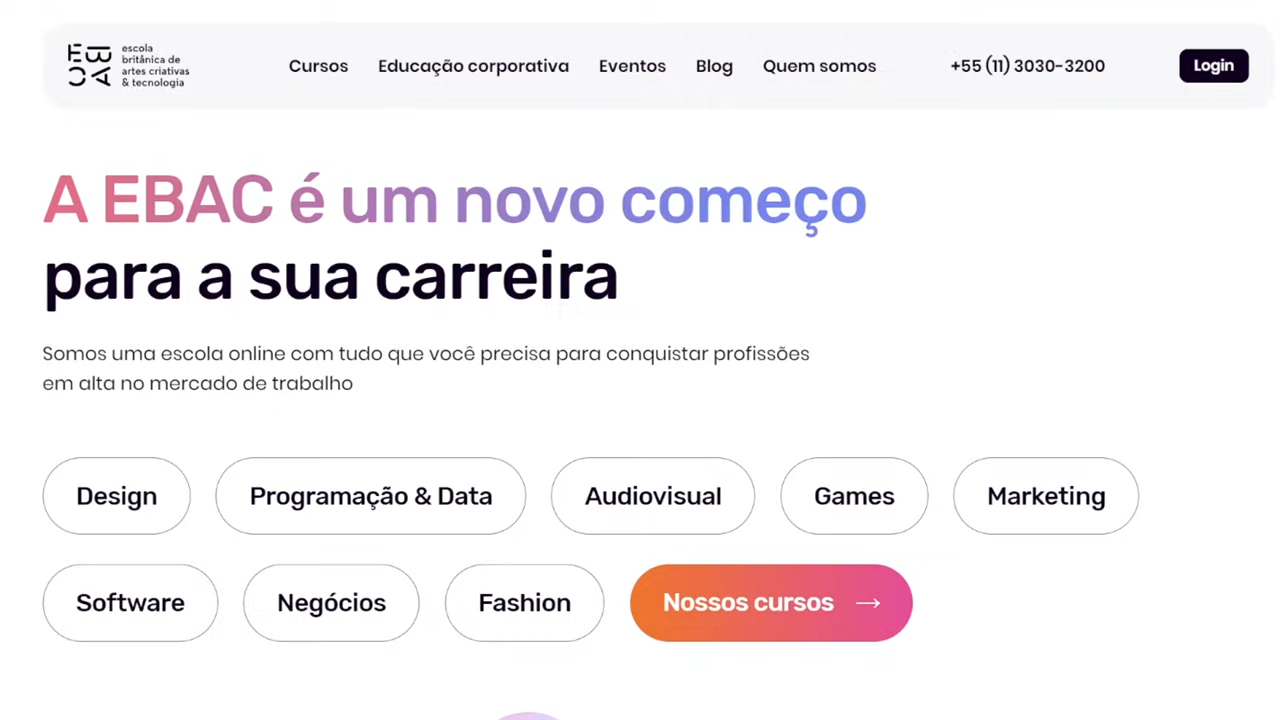 EBAC
escola
britânica de
artes criativas
& tecnologia
Cursos
Educação corporativa
Eventos
Blog
Quem somos
+55 (11) 3030-3200
Login
A EBAC é um novo começo
para a sua carreira
Somos uma escola online com tudo que você precisa para conquistar profissões
em alta no mercado de trabalho
Design
Programação & Data
Audiovisual
Games
Marketing
Software
Negócios
Fashion
Nossos cursos →